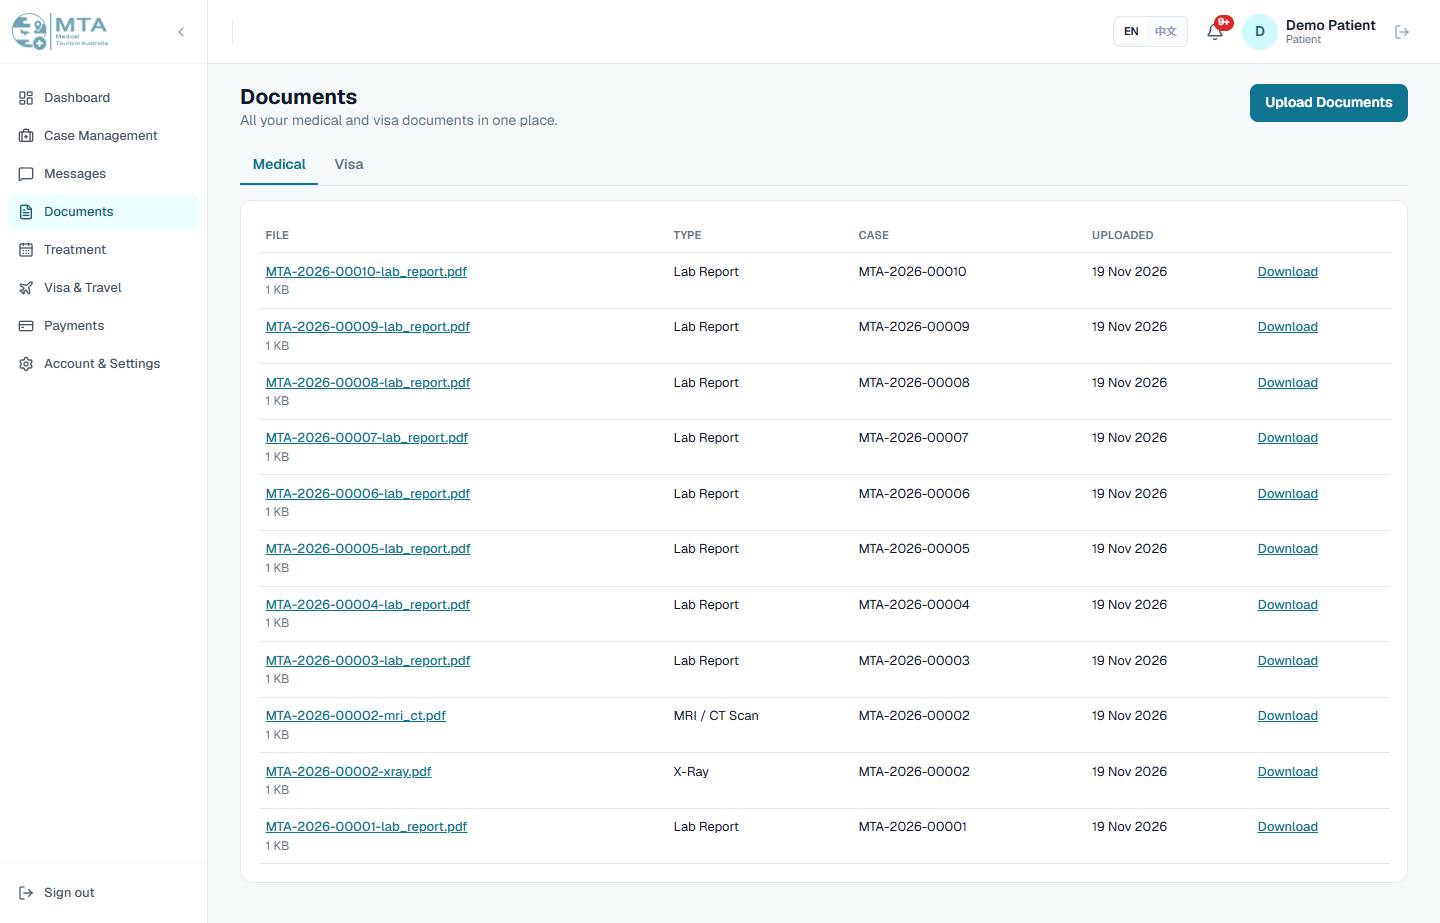 MTA
Medical
Tourism Australia
EN 中文
9+
D
Demo Patient
Patient
Dashboard
Case Management
Messages
Documents
Treatment
Visa & Travel
Payments
Account & Settings
Sign out
Documents
All your medical and visa documents in one place.
Upload Documents
Medical Visa
FILE TYPE CASE UPLOADED
MTA-2026-00010-lab_report.pdf Lab Report MTA-2026-00010 19 Nov 2026 Download
1 KB
MTA-2026-00009-lab_report.pdf Lab Report MTA-2026-00009 19 Nov 2026 Download
1 KB
MTA-2026-00008-lab_report.pdf Lab Report MTA-2026-00008 19 Nov 2026 Download
1 KB
MTA-2026-00007-lab_report.pdf Lab Report MTA-2026-00007 19 Nov 2026 Download
1 KB
MTA-2026-00006-lab_report.pdf Lab Report MTA-2026-00006 19 Nov 2026 Download
1 KB
MTA-2026-00005-lab_report.pdf Lab Report MTA-2026-00005 19 Nov 2026 Download
1 KB
MTA-2026-00004-lab_report.pdf Lab Report MTA-2026-00004 19 Nov 2026 Download
1 KB
MTA-2026-00003-lab_report.pdf Lab Report MTA-2026-00003 19 Nov 2026 Download
1 KB
MTA-2026-00002-mri_ct.pdf MRI / CT Scan MTA-2026-00002 19 Nov 2026 Download
1 KB
MTA-2026-00002-xray.pdf X-Ray MTA-2026-00002 19 Nov 2026 Download
1 KB
MTA-2026-00001-lab_report.pdf Lab Report MTA-2026-00001 19 Nov 2026 Download
1 KB